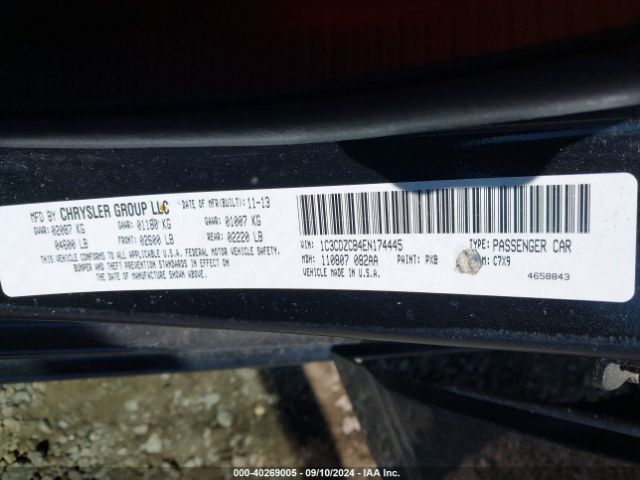 MFD BY CHRYSLER GROUP LLC DATE OF MFR(BUILT): 11-13
GVWR: 02087 KG GAWR: 01180 KG GAWR: 01007 KG
04600 LB FRONT: 02600 LB REAR: 02220 LB
THIS VEHICLE CONFORMS TO ALL APPLICABLE U.S.A. FEDERAL MOTOR VEHICLE SAFETY,
BUMPER AND THEFT PREVENTION STANDARDS IN EFFECT ON
THE DATE OF MANUFACTURE SHOWN ABOVE.
VIN: 1C3CDZCB4EN174445 TYPE: PASSENGER CAR
MDH: 110807 082AA PAINT: PX8 M: C7X9
VEHICLE MADE IN U.S.A. 4658843
000-40269005 - 09/10/2024 - IAA Inc.